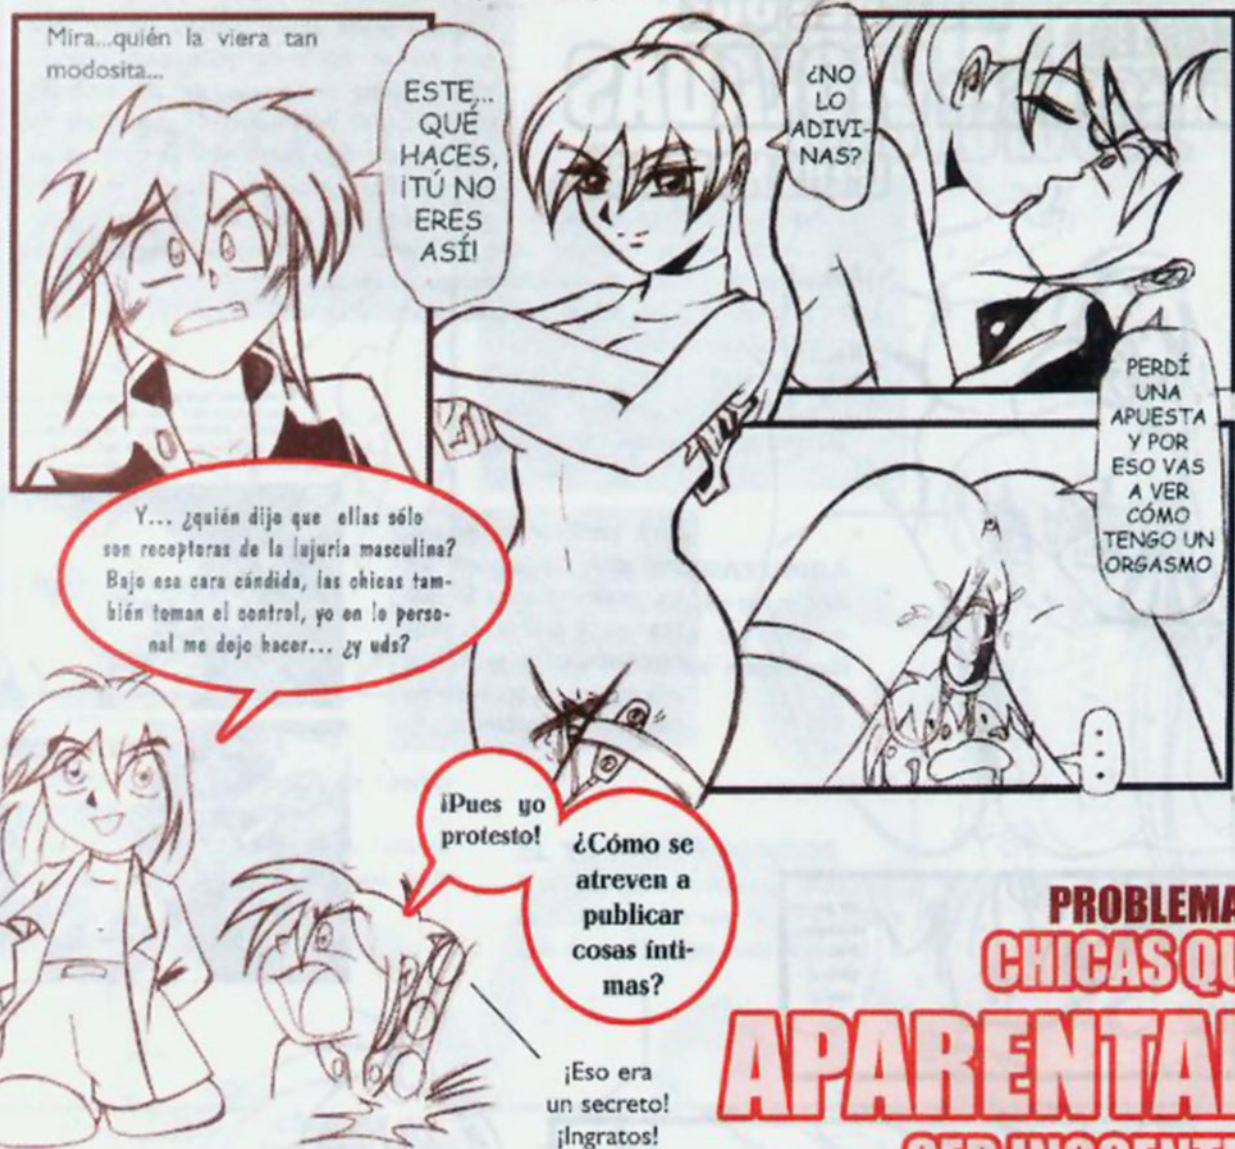 Mira...quién la viera tan
modosita...
ESTE...
QUÉ
HACES,
¡TÚ NO
ERES
ASÍ!
¿NO
LO
ADIVI-
NAS?
PERDÍ
UNA
APUESTA
Y POR
ESO VAS
A VER
CÓMO
TENGO UN
ORGASMO
Y... ¿quién dijo que ellas sólo
son receptoras de la lujuria masculina?
Bajo esa cara cándida, las chicas tam-
bién toman el control, yo en lo perso-
nal me dejo hacer... ¿y uds?
¡Pues yo
protesto!
¿Cómo se
atreven a
publicar
cosas ínti-
mas?
¡Eso era
un secreto!
¡Ingratos!
PROBLEMA
CHICAS QU
APARENTA
SER INOCENTE